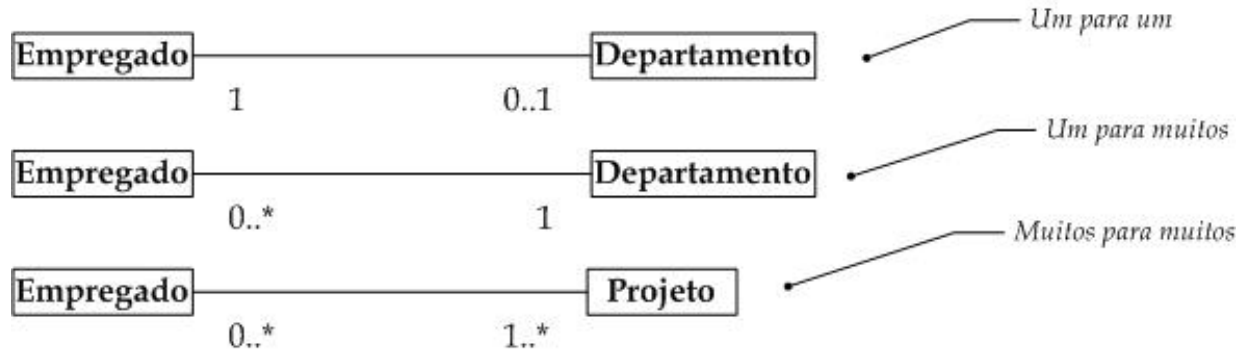 Um para um
Empregado Departamento
1 0..1
Um para muitos
Empregado Departamento
0..* 1
Muitos para muitos
Empregado Projeto
0..* 1..*